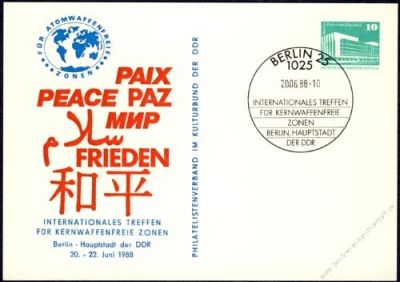 FÜR ATOMWAFFENFREIE
ZONEN
PAIX
PEACE PAZ
МИР
سلام
FRIEDEN
和平
INTERNATIONALES TREFFEN
FÜR KERNWAFFENFREIE ZONEN
Berlin - Hauptstadt der DDR
20. - 22. Juni 1988
PHILATELISTENVERBAND IM KULTURBUND DER DDR
BERLIN 25
1025
20.06.88-10
INTERNATIONALES TREFFEN
FÜR KERNWAFFENFREIE
ZONEN
BERLIN, HAUPTSTADT
DER DDR
10